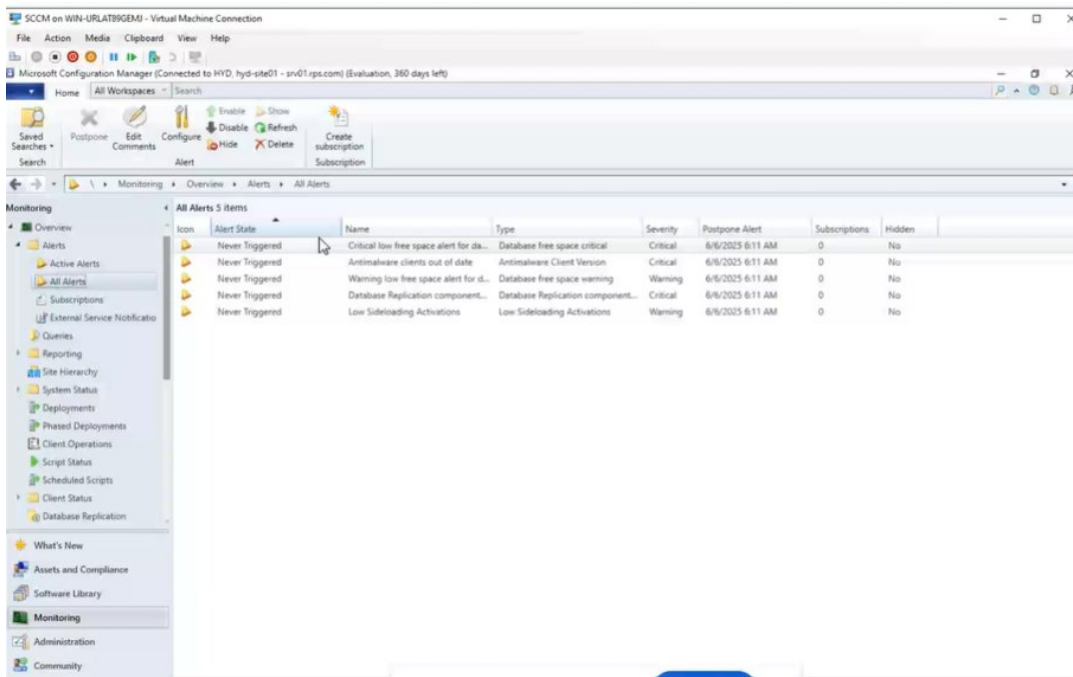 SCCM on WIN-URLAT89GEMJ - Virtual Machine Connection
File Action Media Clipboard View Help
Microsoft Configuration Manager (Connected to HYD, hyd-site01 - srv01.rps.com) (Evaluation, 360 days left)
Home All Workspaces Search
Saved Searches
Search
Postpone
Edit Comments
Configure
Enable
Disable
Hide
Show
Refresh
Delete
Alert
Create subscription
Subscription
\ Monitoring Overview Alerts All Alerts
Monitoring
Overview
Alerts
Active Alerts
All Alerts
Subscriptions
External Service Notificatio
Queries
Reporting
Site Hierarchy
System Status
Deployments
Phased Deployments
Client Operations
Script Status
Scheduled Scripts
Client Status
Database Replication
What's New
Assets and Compliance
Software Library
Monitoring
Administration
Community
All Alerts 5 items
Icon Alert State Name Type Severity Postpone Alert Subscriptions Hidden
Never Triggered Critical low free space alert for da... Database free space critical Critical 6/6/2025 6:11 AM 0 No
Never Triggered Antimalware clients out of date Antimalware Client Version Critical 6/6/2025 6:11 AM 0 No
Never Triggered Warning low free space alert for d... Database free space warning Warning 6/6/2025 6:11 AM 0 No
Never Triggered Database Replication component... Database Replication component... Critical 6/6/2025 6:11 AM 0 No
Never Triggered Low Sideloading Activations Low Sideloading Activations Warning 6/6/2025 6:11 AM 0 No